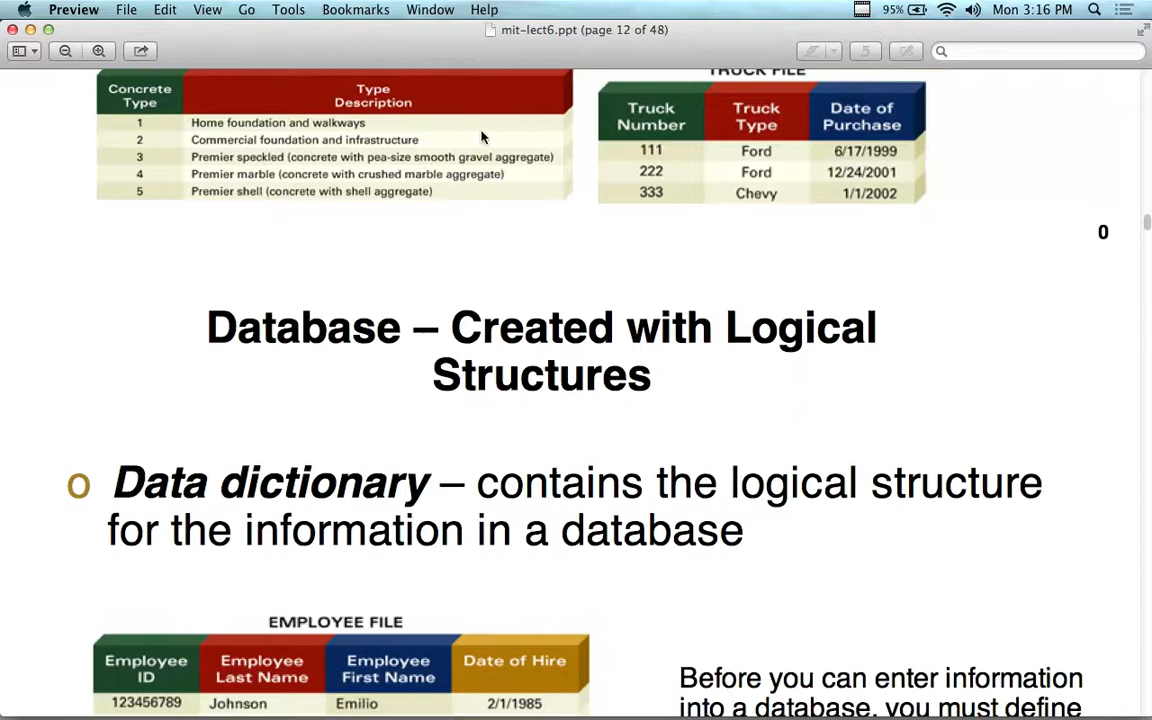 Preview File Edit View Go Tools Bookmarks Window Help 95% Mon 3:16 PM
mit-lect6.ppt (page 12 of 48)
Concrete Type Type Description
1 Home foundation and walkways
2 Commercial foundation and infrastructure
3 Premier speckled (concrete with pea-size smooth gravel aggregate)
4 Premier marble (concrete with crushed marble aggregate)
5 Premier shell (concrete with shell aggregate)
TRUCK FILE
Truck Number Truck Type Date of Purchase
111 Ford 6/17/1999
222 Ford 12/24/2001
333 Chevy 1/1/2002
0
Database – Created with Logical
Structures
o Data dictionary – contains the logical structure
for the information in a database
EMPLOYEE FILE
Employee ID Employee Last Name Employee First Name Date of Hire
123456789 Johnson Emilio 2/1/1985
Before you can enter information
into a database, you must define